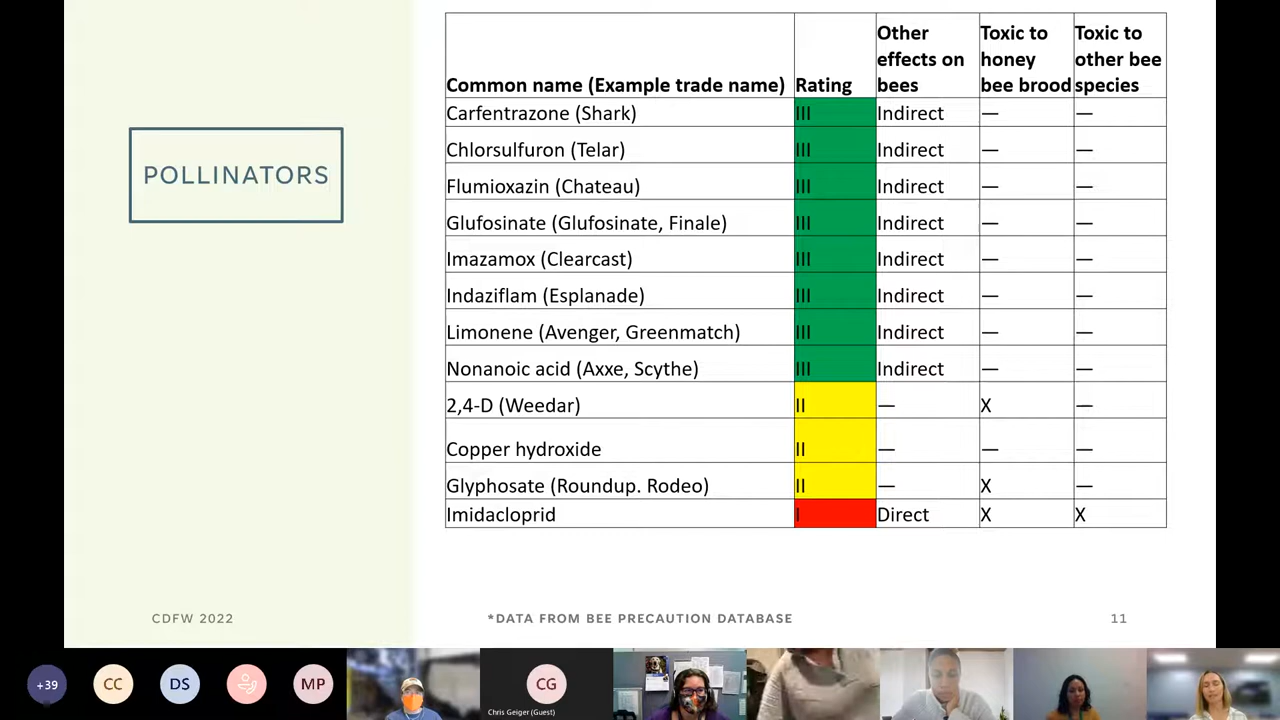 POLLINATORS
Common name (Example trade name) Rating Other effects on bees Toxic to honey bee brood Toxic to other bee species
Carfentrazone (Shark) III Indirect — —
Chlorsulfuron (Telar) III Indirect — —
Flumioxazin (Chateau) III Indirect — —
Glufosinate (Glufosinate, Finale) III Indirect — —
Imazamox (Clearcast) III Indirect — —
Indaziflam (Esplanade) III Indirect — —
Limonene (Avenger, Greenmatch) III Indirect — —
Nonanoic acid (Axxe, Scythe) III Indirect — —
2,4-D (Weedar) II — X —
Copper hydroxide II — — —
Glyphosate (Roundup. Rodeo) II — X —
Imidacloprid I Direct X X
CDFW 2022 *DATA FROM BEE PRECAUTION DATABASE 11
+39 CC DS MP CG
Chris Geiger (Guest)